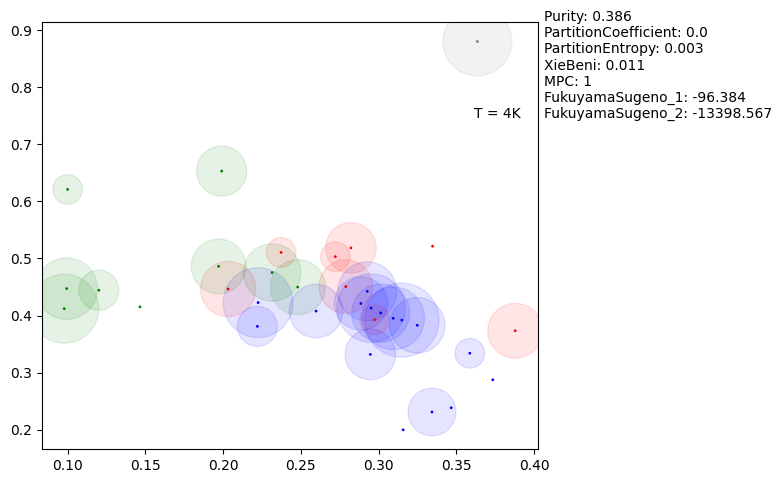 Purity: 0.386
PartitionCoefficient: 0.0
PartitionEntropy: 0.003
XieBeni: 0.011
MPC: 1
FukuyamaSugeno_1: -96.384
FukuyamaSugeno_2: -13398.567
T = 4K
0.9
0.8
0.7
0.6
0.5
0.4
0.3
0.2
0.10 0.15 0.20 0.25 0.30 0.35 0.40